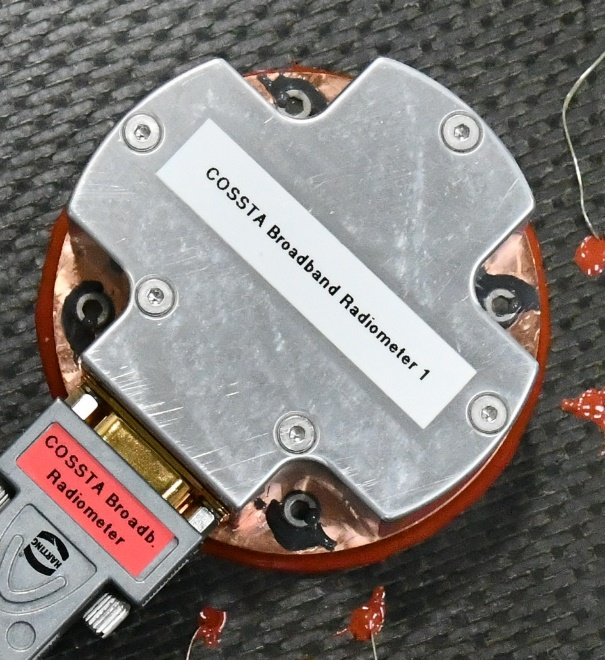 COSSTA Broadband Radiometer 1
COSSTA Broadb.
Radiometer
HARTING